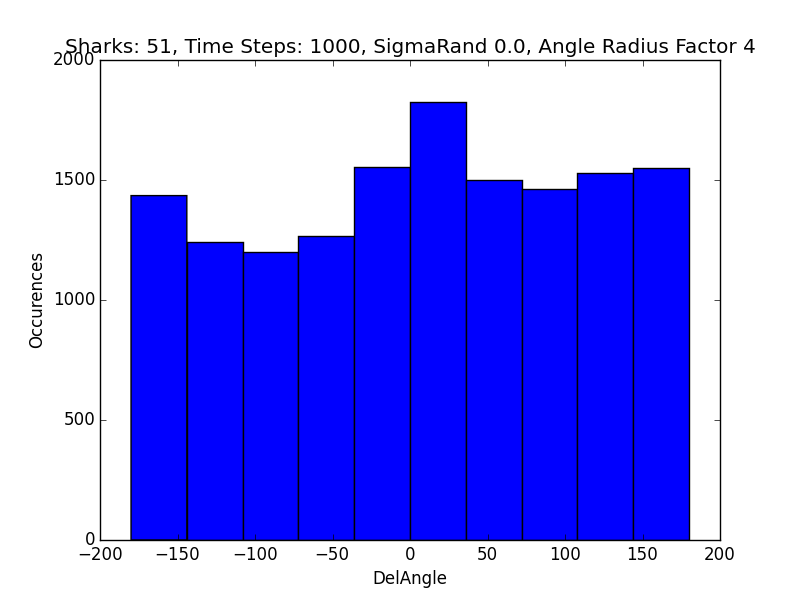 Sharks: 51, Time Steps: 1000, SigmaRand 0.0, Angle Radius Factor 4
2000
1500
1000
500
0
Occurences
−200 −150 −100 −50 0 50 100 150 200
DelAngle